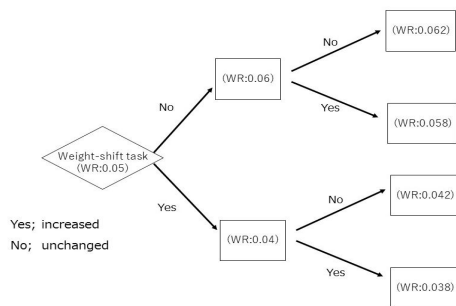 No
(WR:0.062)
(WR:0.06)
No
Yes
(WR:0.058)
Weight-shift task
(WR:0.05)
Yes
No
(WR:0.042)
(WR:0.04)
Yes
(WR:0.038)
Yes; increased
No; unchanged